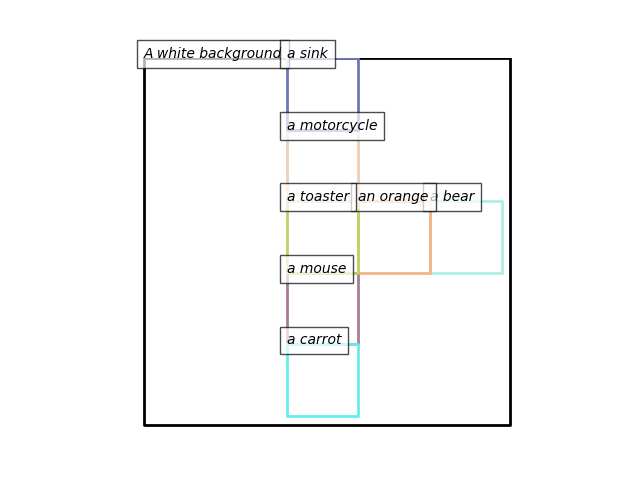 A white background
a sink
a motorcycle
a toaster
an orange
a bear
a mouse
a carrot